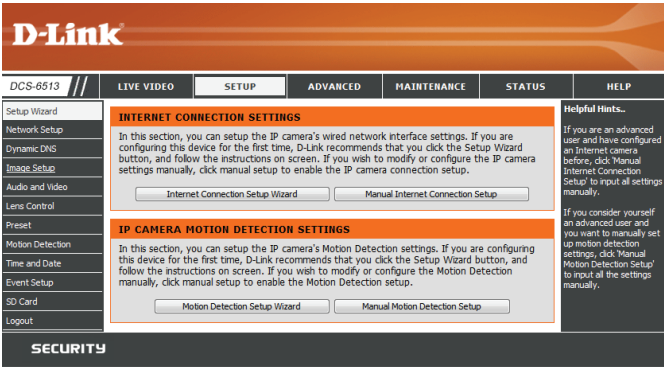 D-Link
DCS-6513
LIVE VIDEO
SETUP
ADVANCED
MAINTENANCE
STATUS
HELP
Setup Wizard
Network Setup
Dynamic DNS
Image Setup
Audio and Video
Lens Control
Preset
Motion Detection
Time and Date
Event Setup
SD Card
Logout
INTERNET CONNECTION SETTINGS
In this section, you can setup the IP camera's wired network interface settings. If you are
configuring this device for the first time, D-Link recommends that you click the Setup Wizard
button, and follow the instructions on screen. If you wish to modify or configure the IP camera
settings manually, click manual setup to enable the IP camera connection setup.
Internet Connection Setup Wizard
Manual Internet Connection Setup
IP CAMERA MOTION DETECTION SETTINGS
In this section, you can setup the IP camera's Motion Detection settings. If you are configuring
this device for the first time, D-Link recommends that you click the Setup Wizard button, and
follow the instructions on screen. If you wish to modify or configure the Motion Detection
manually, click manual setup to enable the Motion Detection setup.
Motion Detection Setup Wizard
Manual Motion Detection Setup
Helpful Hints..
If you are an advanced
user and have configured
an Internet camera
before, click 'Manual
Internet Connection
Setup' to input all settings
manually.
If you consider yourself
an advanced user and
you want to manually set
up motion detection
settings, click 'Manual
Motion Detection Setup'
to input all the settings
manually.
SECURITY